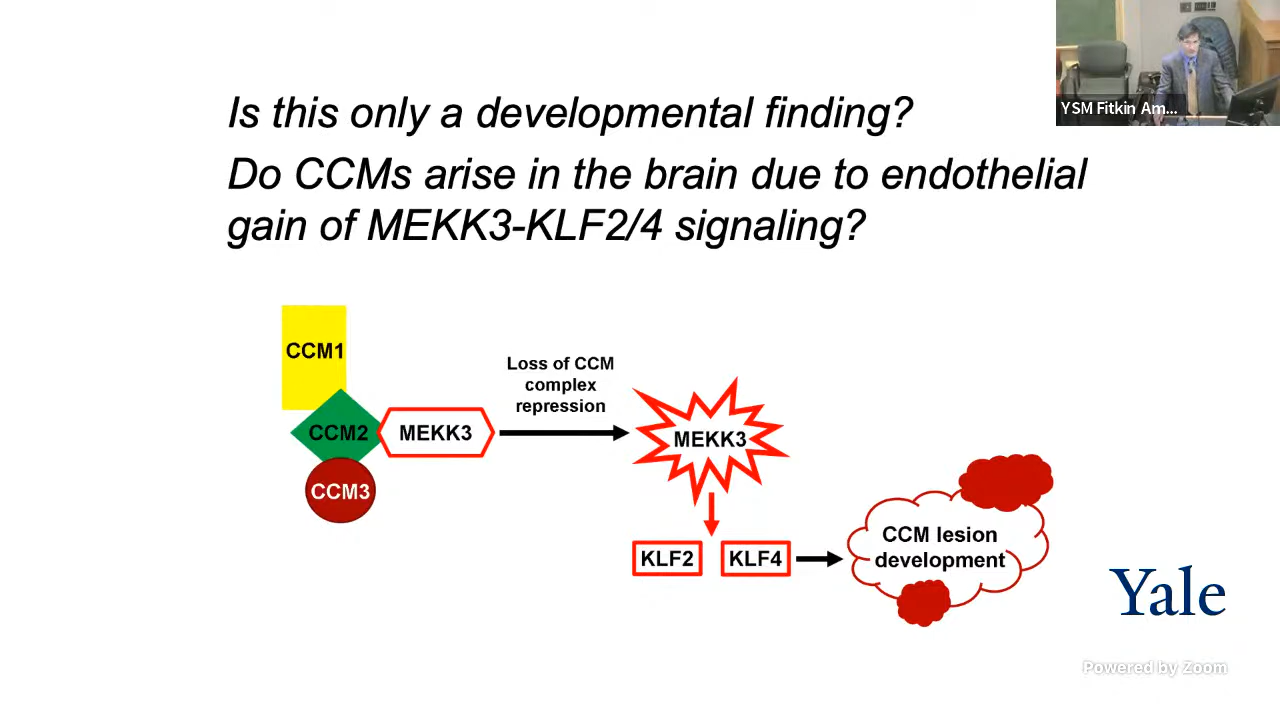 YSM Fitkin Am...
Is this only a developmental finding?
Do CCMs arise in the brain due to endothelial
gain of MEKK3-KLF2/4 signaling?
CCM1
CCM2
CCM3
MEKK3
Loss of CCM
complex
repression
MEKK3
KLF2
KLF4
CCM lesion
development
Yale
Powered by Zoom